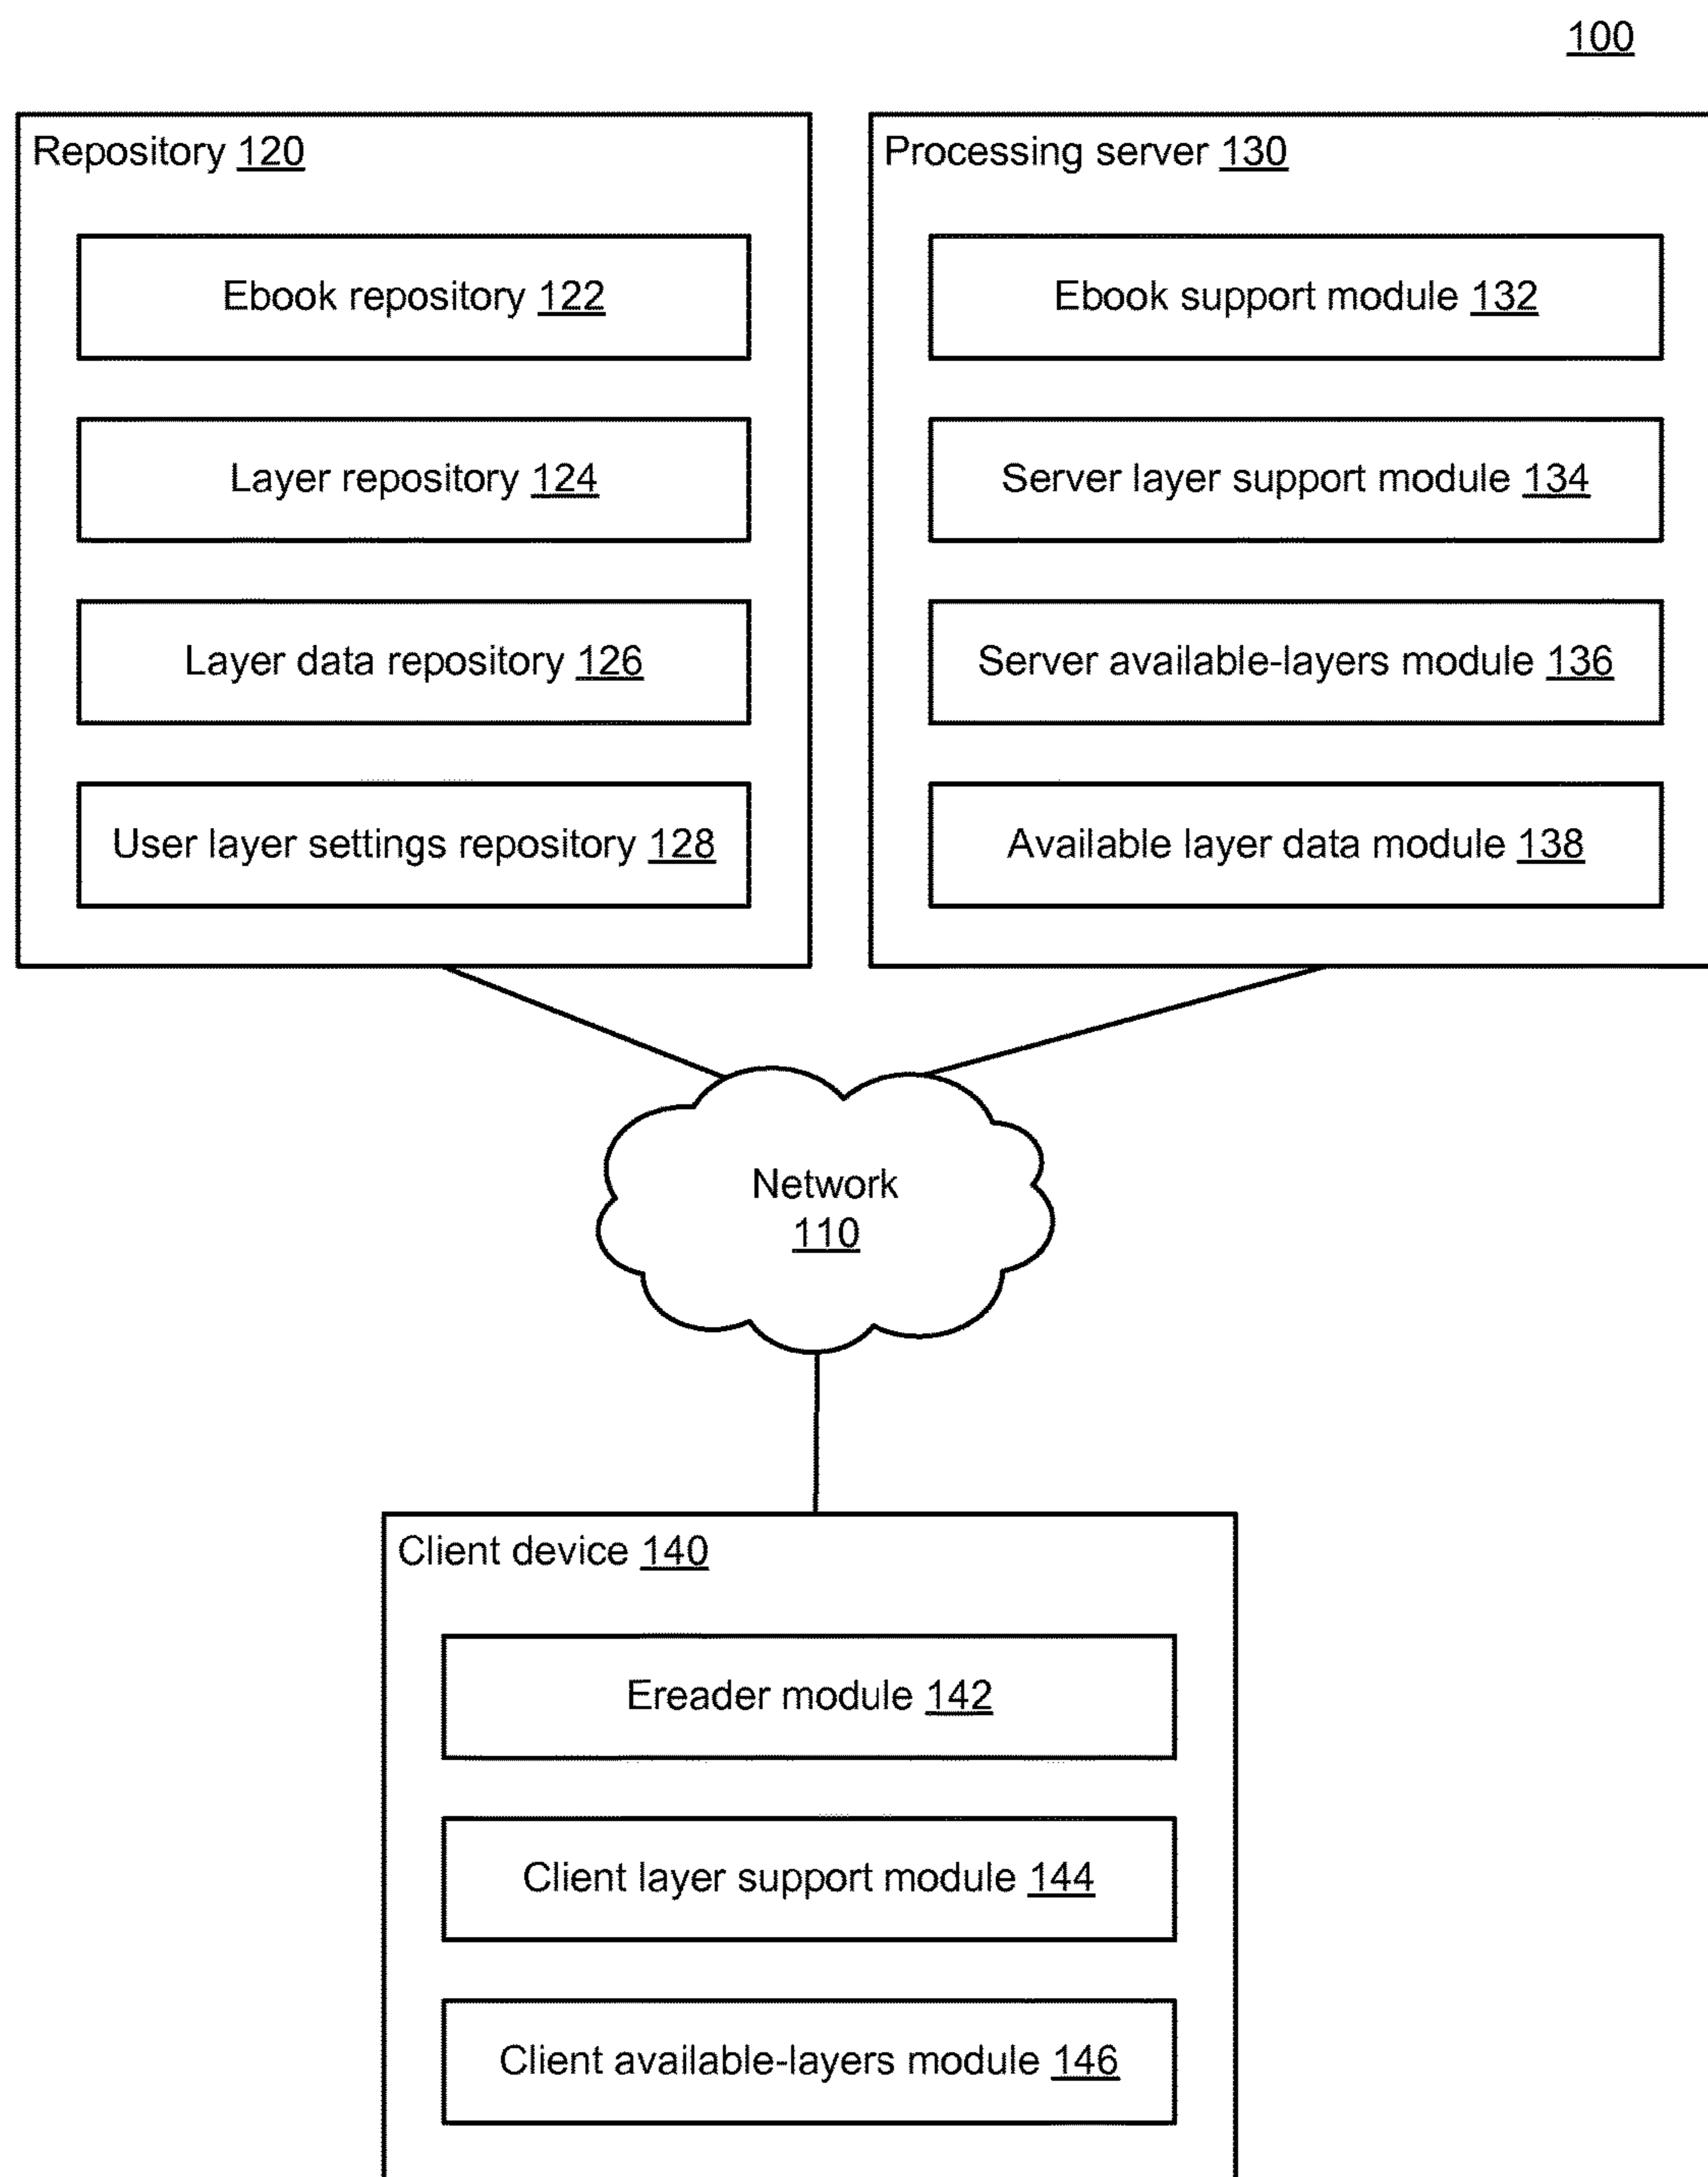 100
Repository 120
Ebook repository 122
Layer repository 124
Layer data repository 126
User layer settings repository 128
Processing server 130
Ebook support module 132
Server layer support module 134
Server available-layers module 136
Available layer data module 138
Network
110
Client device 140
Ereader module 142
Client layer support module 144
Client available-layers module 146